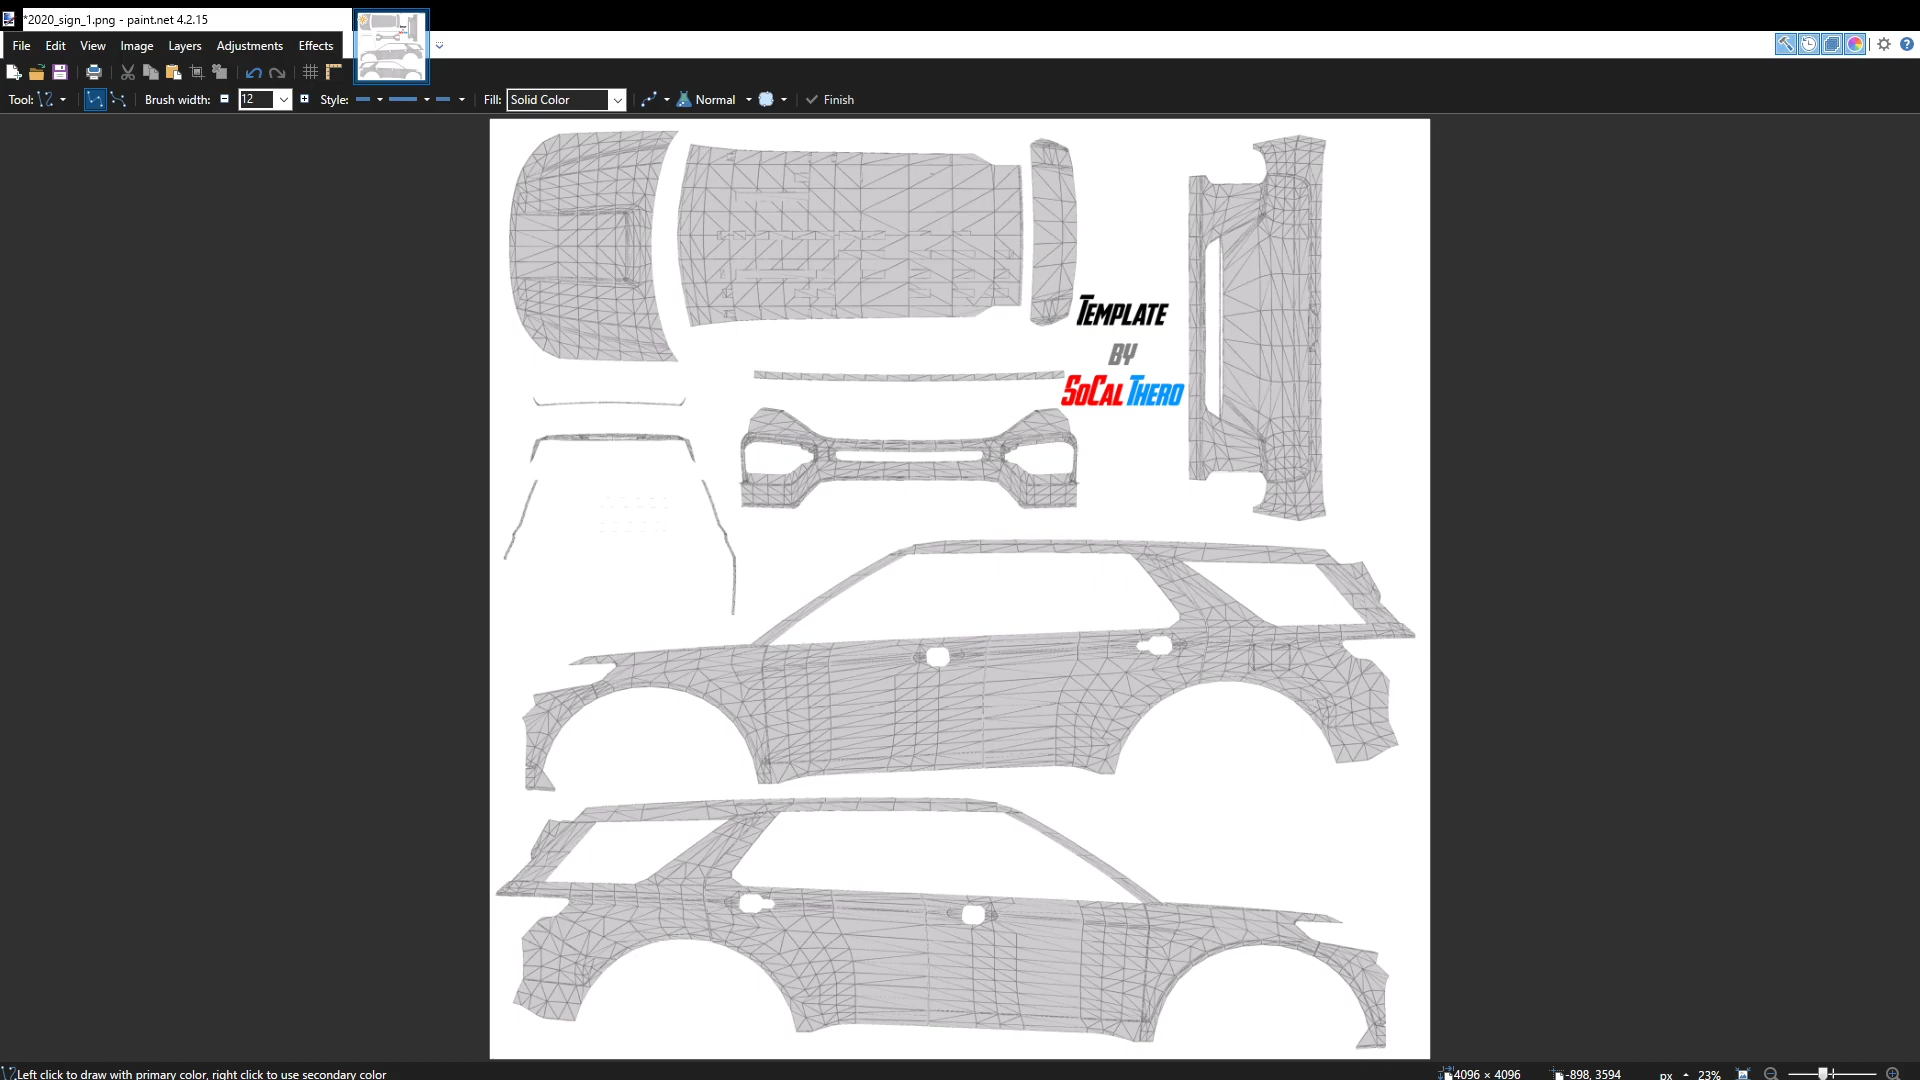 *2020_sign_1.png - paint.net 4.2.15
File Edit View Image Layers Adjustments Effects
Tool: Brush width: 12 Style: Fill: Solid Color Normal Finish
TEMPLATE
BY
SOCAL THERO
Left click to draw with primary color, right click to use secondary color 4096 × 4096 -898, 3594 px 23%